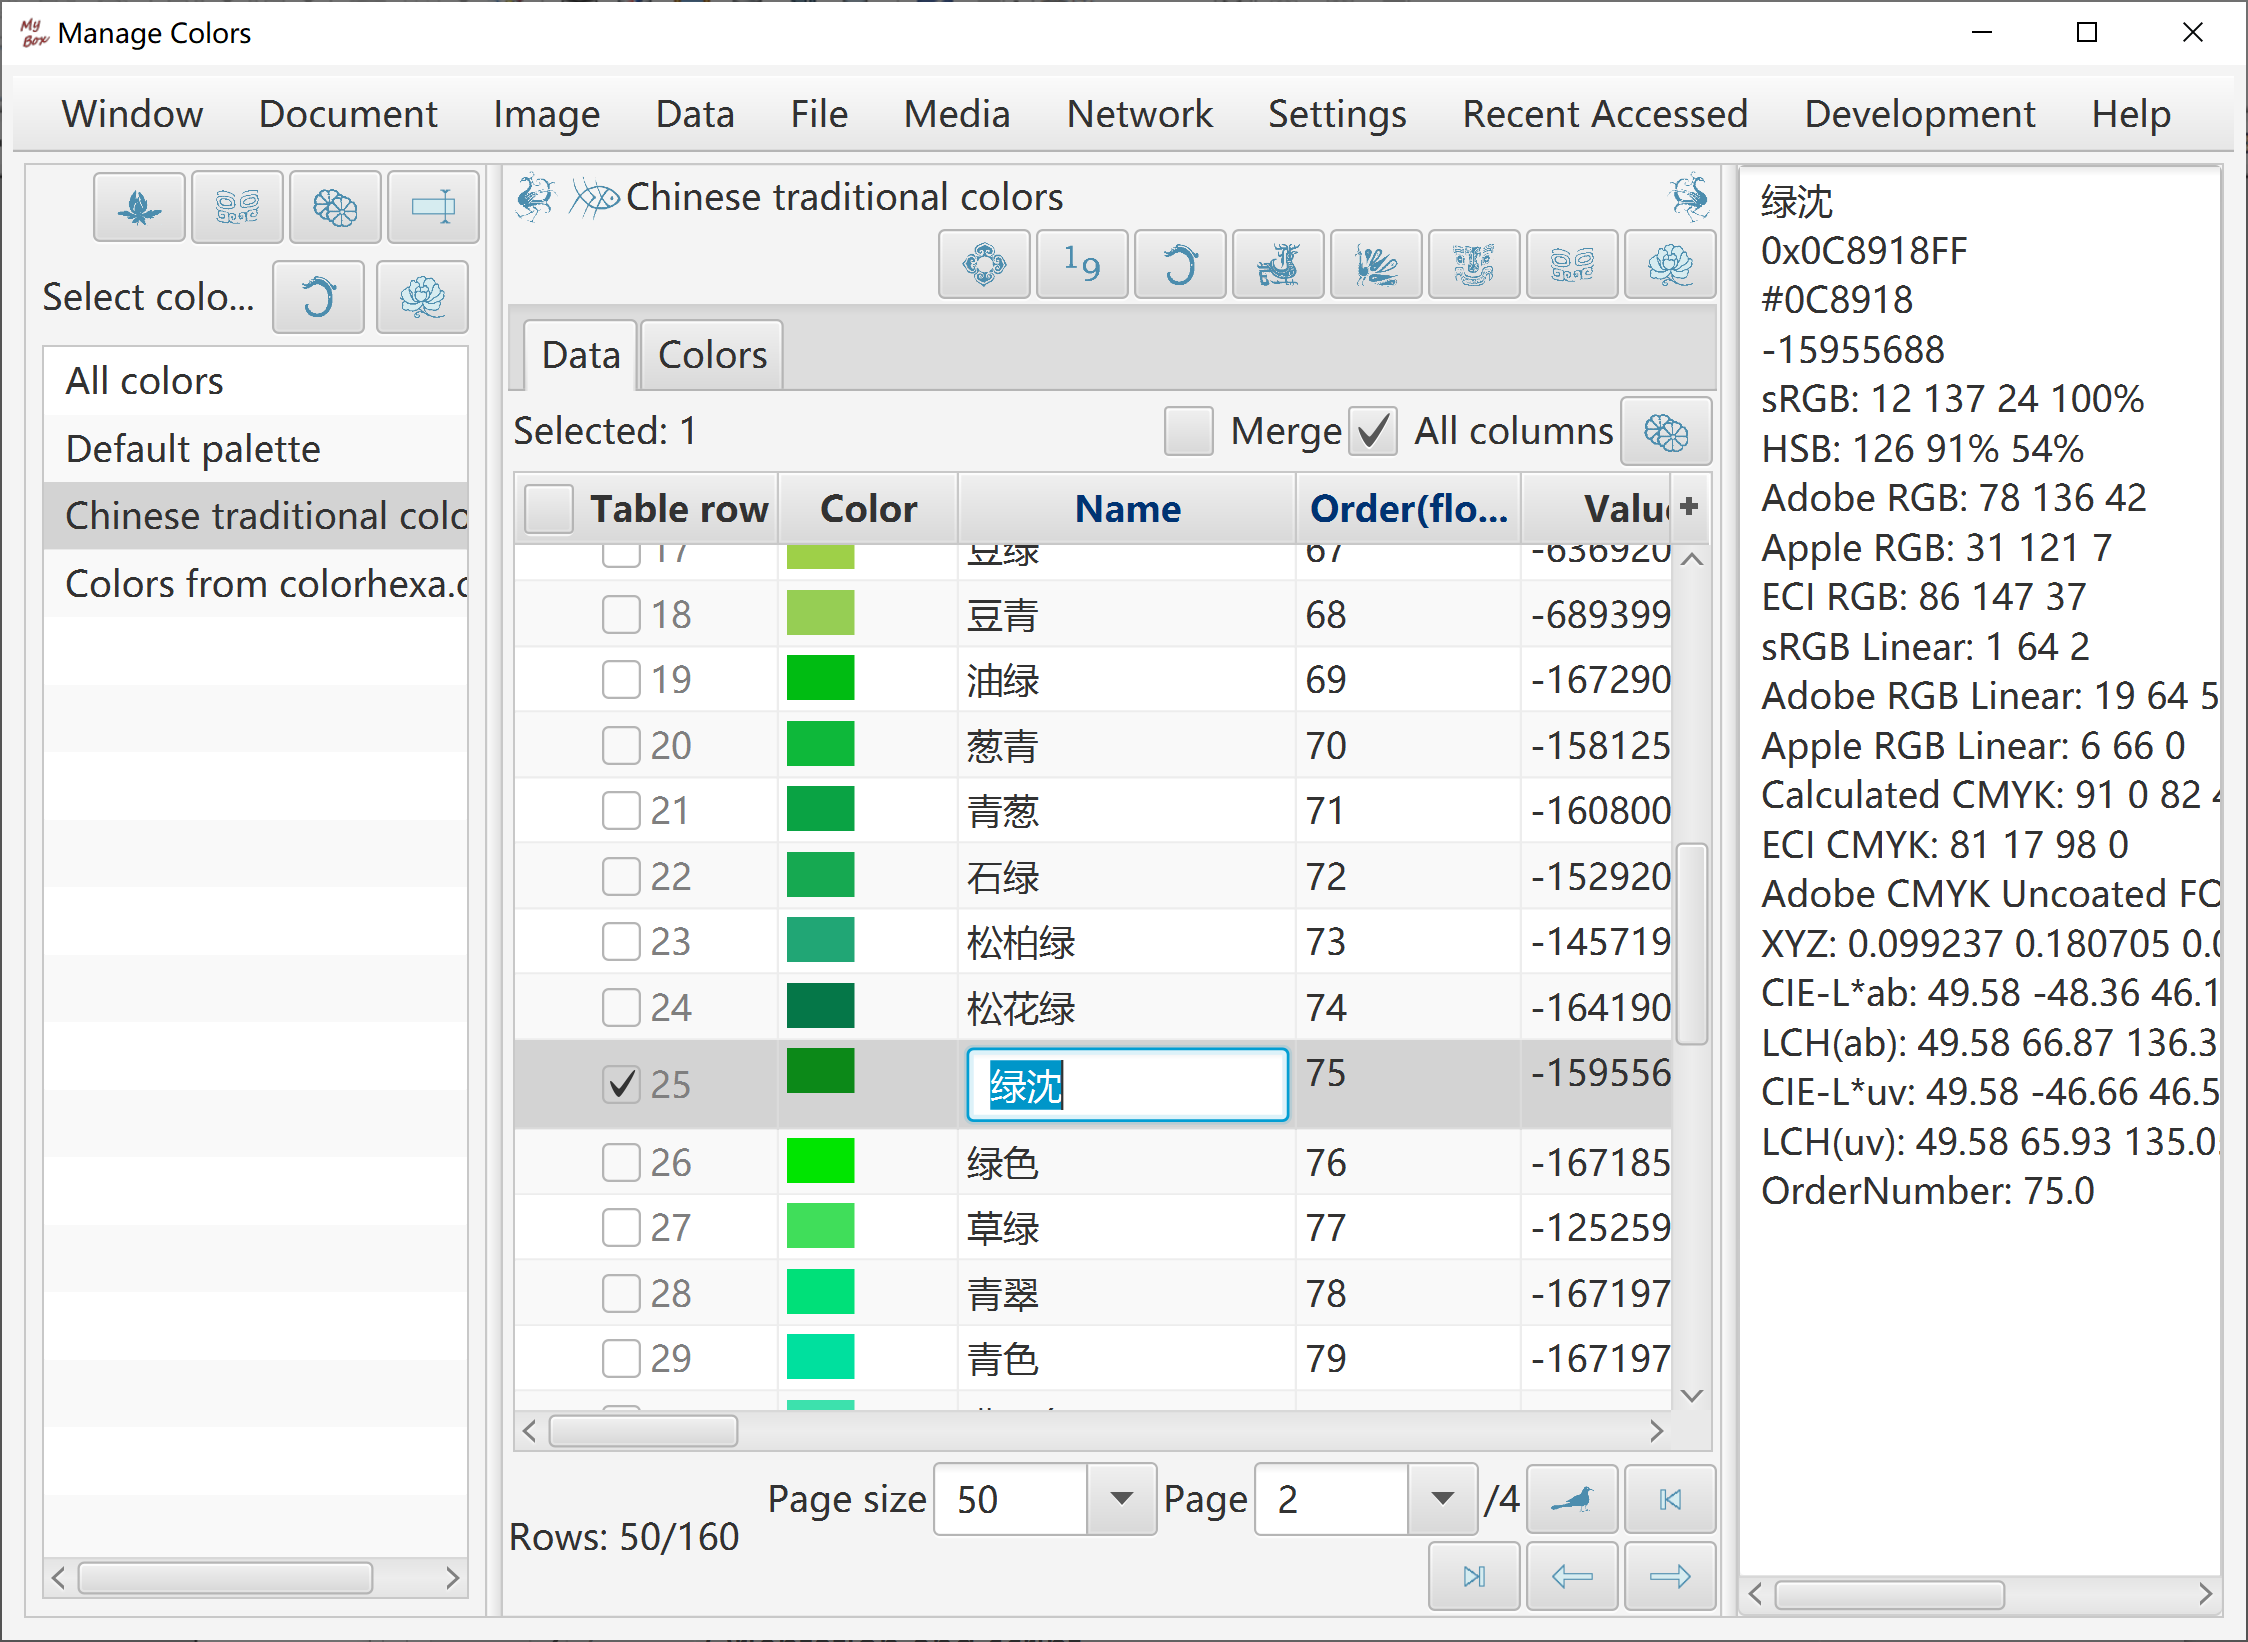 My Box Manage Colors
Window Document Image Data File Media Network Settings Recent Accessed Development Help
Select colo...
All colors
Default palette
Chinese traditional colo
Colors from colorhexa.c
Chinese traditional colors
19
Data Colors
Selected: 1 Merge All columns
Table row Color Name Order(flo... Value +
17 豆绿 67 -636920
18 豆青 68 -689399
19 油绿 69 -167290
20 葱青 70 -158125
21 青葱 71 -160800
22 石绿 72 -152920
23 松柏绿 73 -145719
24 松花绿 74 -164190
25 绿沈 75 -159556
26 绿色 76 -167185
27 草绿 77 -125259
28 青翠 78 -167197
29 青色 79 -167197
Page size 50 Page 2 /4
Rows: 50/160
绿沈
0x0C8918FF
#0C8918
-15955688
sRGB: 12 137 24 100%
HSB: 126 91% 54%
Adobe RGB: 78 136 42
Apple RGB: 31 121 7
ECI RGB: 86 147 37
sRGB Linear: 1 64 2
Adobe RGB Linear: 19 64 5
Apple RGB Linear: 6 66 0
Calculated CMYK: 91 0 82 4
ECI CMYK: 81 17 98 0
Adobe CMYK Uncoated FO
XYZ: 0.099237 0.180705 0.0
CIE-L*ab: 49.58 -48.36 46.1
LCH(ab): 49.58 66.87 136.3
CIE-L*uv: 49.58 -46.66 46.5
LCH(uv): 49.58 65.93 135.0
OrderNumber: 75.0